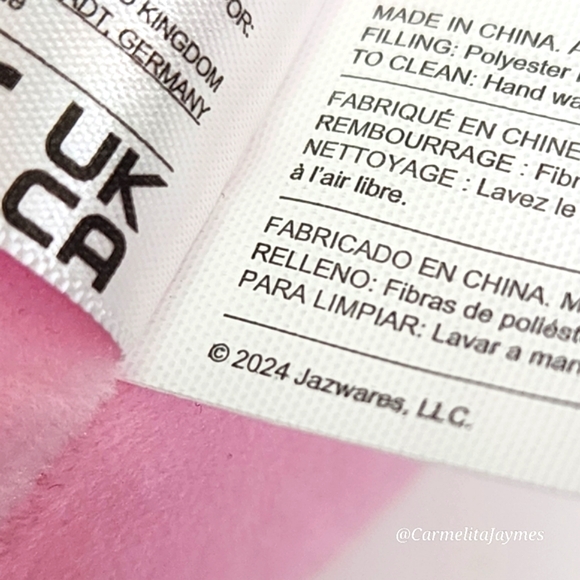 OR:
KINGDOM
ADT, GERMANY
UK
CA
MADE IN CHINA.
FILLING: Polyester
TO CLEAN: Hand wa
FABRIQUÉ EN CHINE
REMBOURRAGE : Fibr
NETTOYAGE : Lavez le
à l'air libre.
FABRICADO EN CHINA. M
RELLENO: Fibras de poliést
PARA LIMPIAR: Lavar a man
© 2024 Jazwares, LLC.
@CarmelitaJaymes